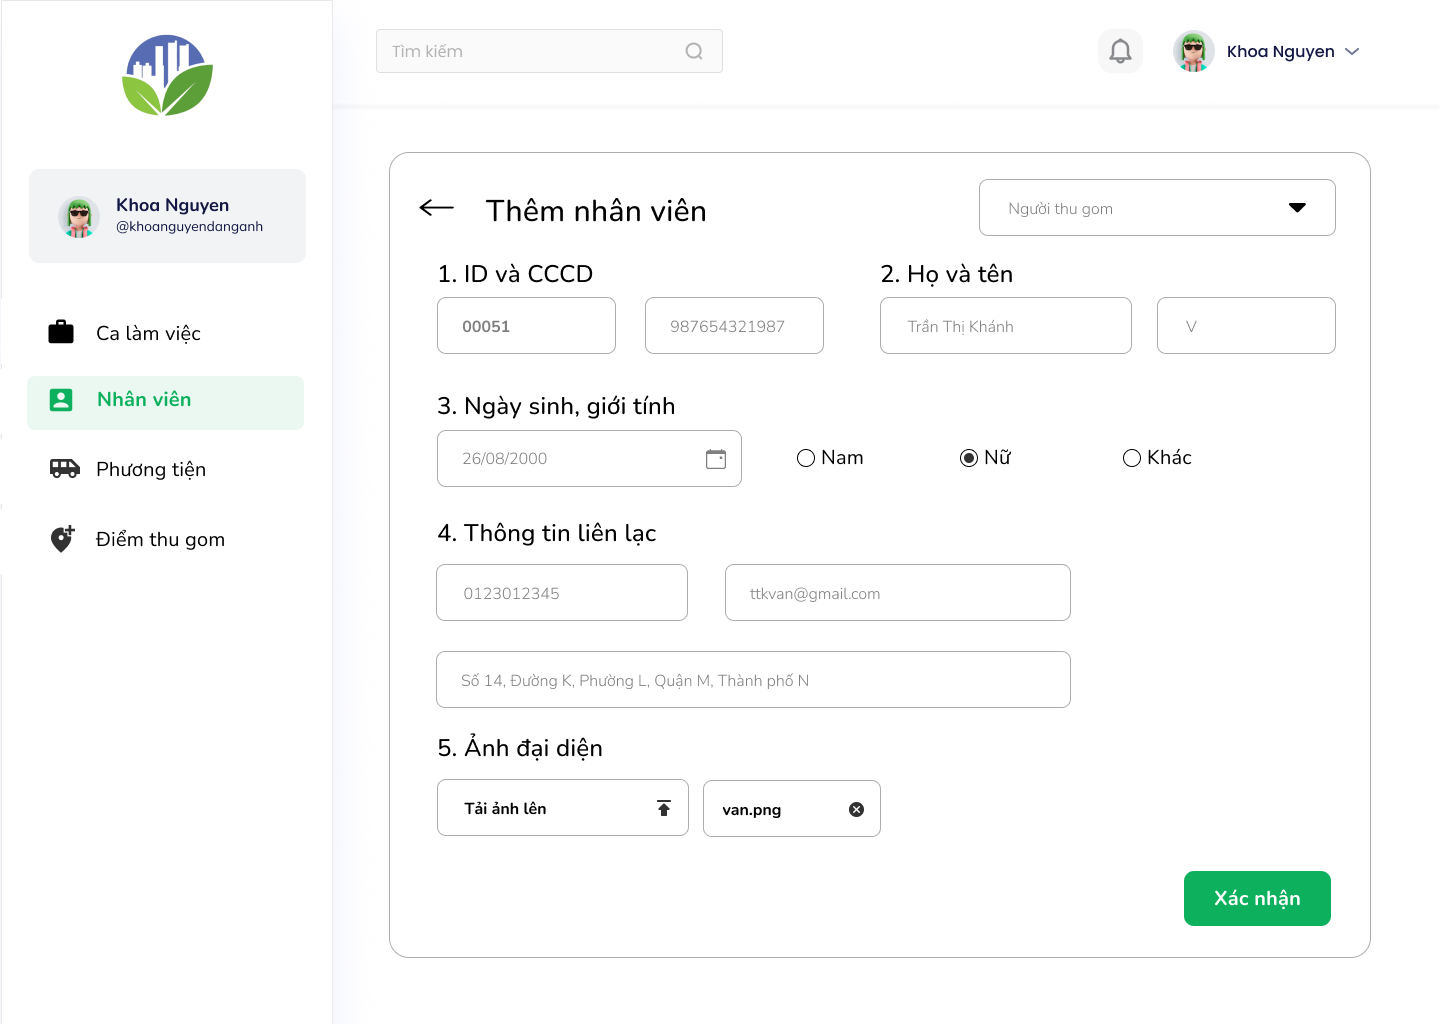 Tìm kiếm
Khoa Nguyen
Khoa Nguyen
@khoanguyendanganh
Ca làm việc
Nhân viên
Phương tiện
Điểm thu gom
Thêm nhân viên
Người thu gom
1. ID và CCCD
2. Họ và tên
00051
987654321987
Trần Thị Khánh
V
3. Ngày sinh, giới tính
26/08/2000
Nam
Nữ
Khác
4. Thông tin liên lạc
0123012345
ttkvan@gmail.com
Số 14, Đường K, Phường L, Quận M, Thành phố N
5. Ảnh đại diện
Tải ảnh lên
van.png
Xác nhận